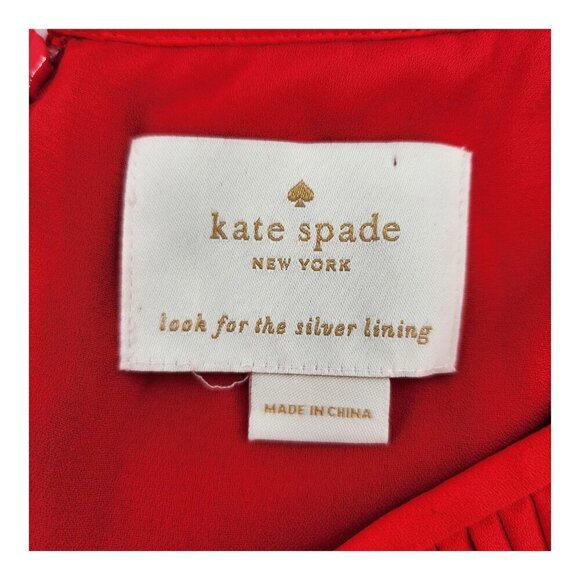 kate spade
NEW YORK
look for the silver lining
MADE IN CHINA